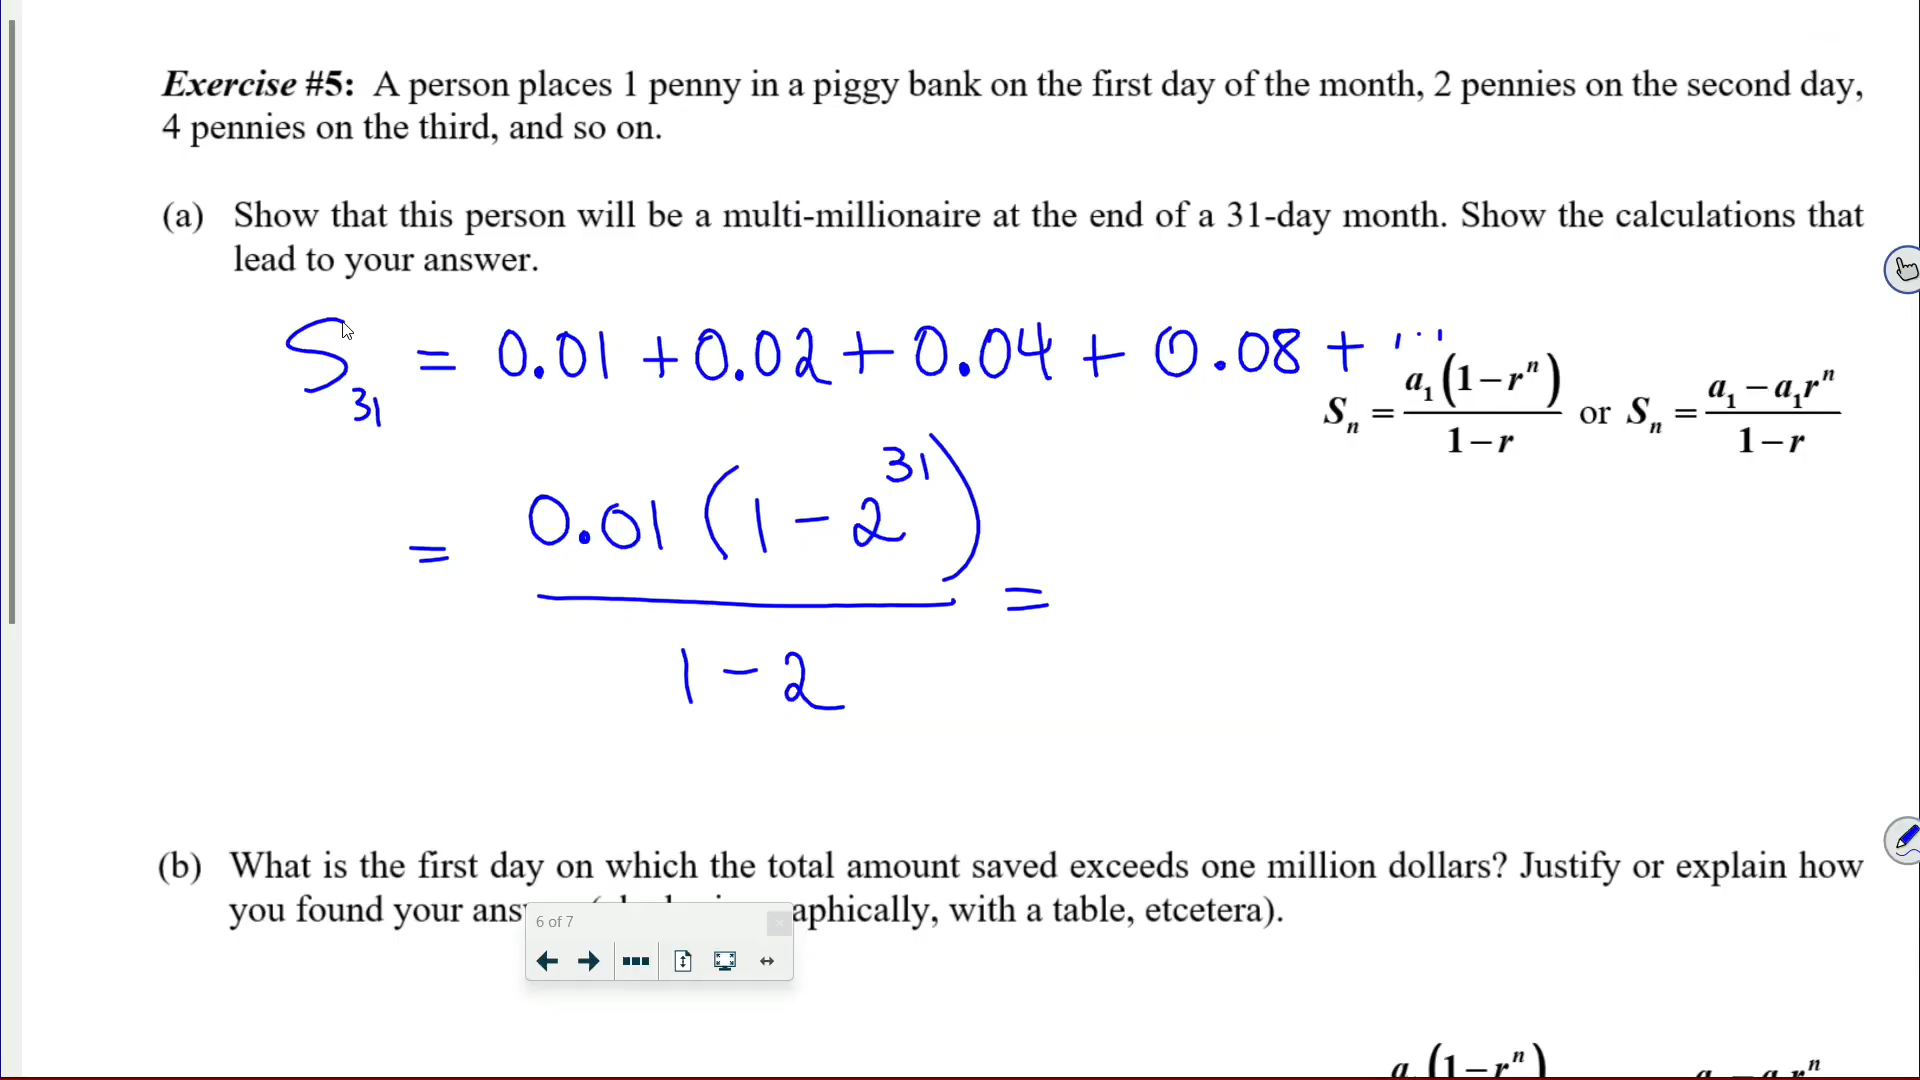 Exercise #5: A person places 1 penny in a piggy bank on the first day of the month, 2 pennies on the second day,
4 pennies on the third, and so on.
(a) Show that this person will be a multi-millionaire at the end of a 31-day month. Show the calculations that
lead to your answer.
S₃₁ = 0.01 + 0.02 + 0.04 + 0.08 + ...
Sₙ = a₁(1−rⁿ) / 1−r or Sₙ = a₁−a₁rⁿ / 1−r
= 0.01 (1 − 2³¹) / 1 − 2 =
(b) What is the first day on which the total amount saved exceeds one million dollars? Justify or explain how
you found your aphically, with a table, etcetera).
6 of 7
a (1−rⁿ)